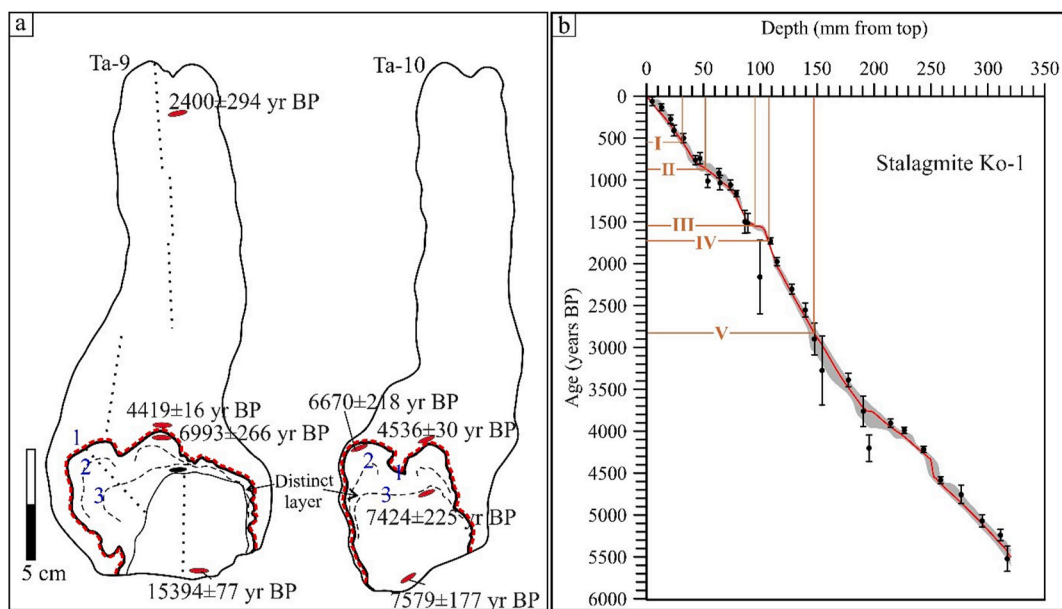 a
Ta-9
Ta-10
2400±294 yr BP
4419±16 yr BP
6993±266 yr BP
6670±218 yr BP
4536±30 yr BP
1
2
3
2
1
3
Distinct
layer
7424±225 yr BP
15394±77 yr BP
7579±177 yr BP
5 cm
b
Depth (mm from top)
0 50 100 150 200 250 300 350
Stalagmite Ko-1
Age (years BP)
0
500
1000
1500
2000
2500
3000
3500
4000
4500
5000
5500
6000
I
II
III
IV
V